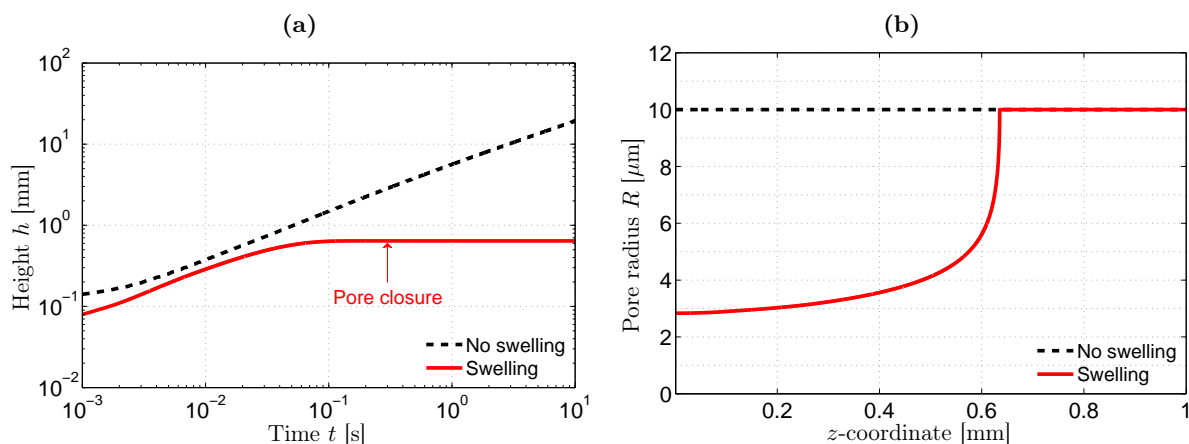 (a)
10^2
10^1
10^0
10^-1
10^-2
Height h [mm]
Pore closure
No swelling
Swelling
10^-3
10^-2
10^-1
10^0
10^1
Time t [s]
(b)
12
10
8
6
4
2
0
Pore radius R [μm]
No swelling
Swelling
0.2
0.4
0.6
0.8
1
z-coordinate [mm]